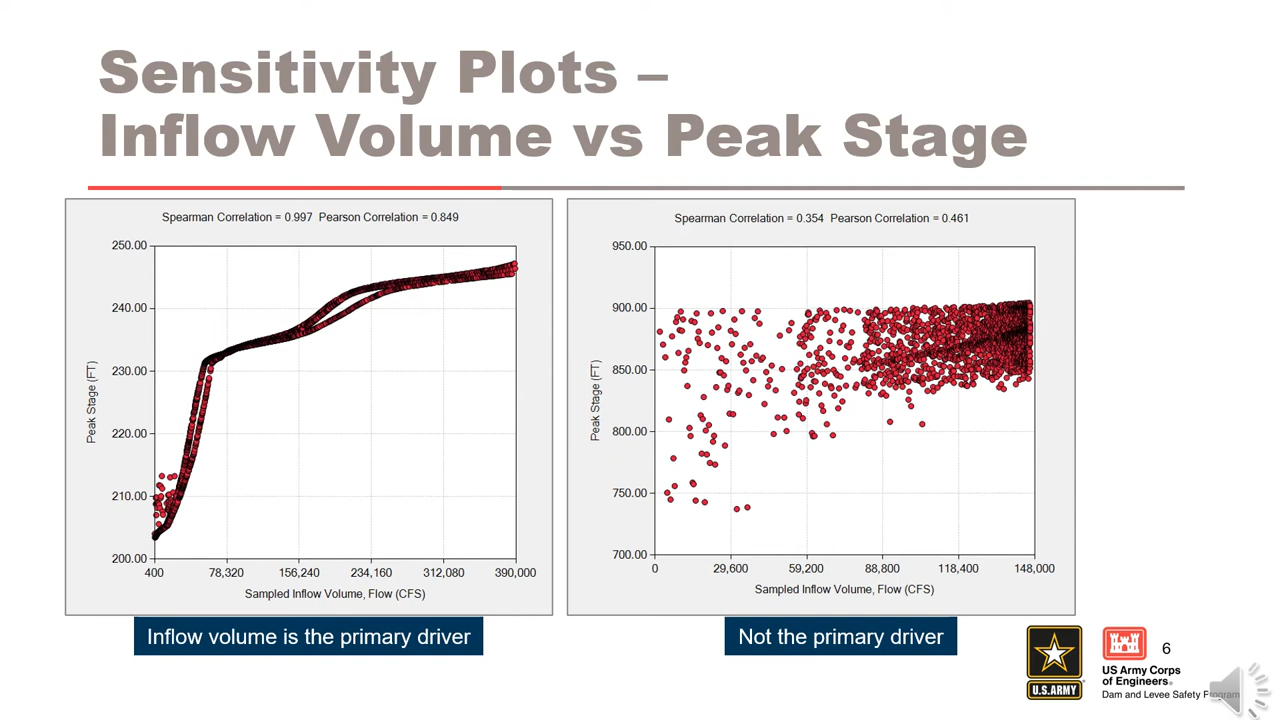 Sensitivity Plots –
Inflow Volume vs Peak Stage
Spearman Correlation = 0.997 Pearson Correlation = 0.849
250.00
240.00
230.00
220.00
210.00
200.00
Peak Stage (FT)
400 78,320 156,240 234,160 312,080 390,000
Sampled Inflow Volume, Flow (CFS)
Inflow volume is the primary driver
Spearman Correlation = 0.354 Pearson Correlation = 0.461
950.00
900.00
850.00
800.00
750.00
700.00
Peak Stage (FT)
0 29,600 59,200 88,800 118,400 148,000
Sampled Inflow Volume, Flow (CFS)
Not the primary driver
U.S.ARMY
US Army Corps
of Engineers®
Dam and Levee Safety Program
6